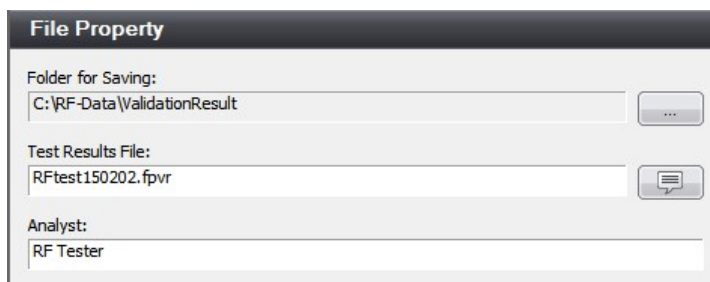 File Property
Folder for Saving:
C:\RF-Data\ValidationResult
...
Test Results File:
RFtest150202.fpvr
Analyst:
RF Tester